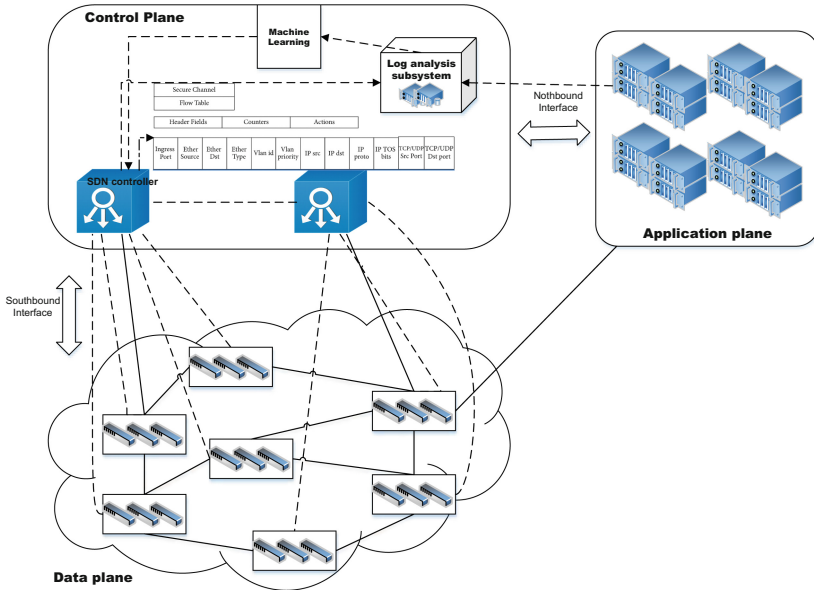 Control Plane
Machine
Learning
Log analysis
subsystem
Secure Channel
Flow Table
Header Fields
Counters
Actions
Ingress
Port
Ether
Source
Ether
Dst
Ether
Type
Vlan id
Vlan
priority
IP src
IP dst
IP
proto
IP TOS
bits
TCP/UDP
Src Port
TCP/UDP
Dst port
SDN controller
Nothbound
Interface
Application plane
Southbound
Interface
Data plane